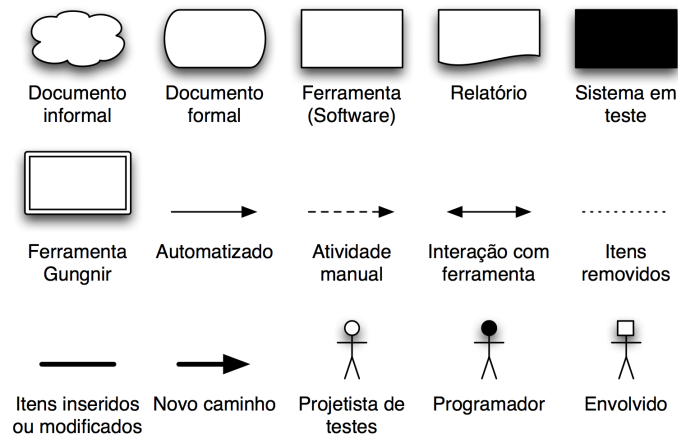 Documento
informal
Documento
formal
Ferramenta
(Software)
Relatório
Sistema em
teste
Ferramenta
Gungnir
Automatizado
Atividade
manual
Interação com
ferramenta
Itens
removidos
Itens inseridos
ou modificados
Novo caminho
Projetista de
testes
Programador
Envolvido